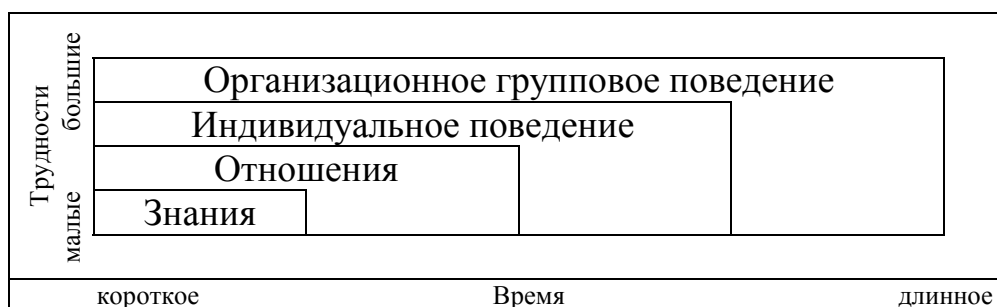 Трудности
малые большие
Организационное групповое поведение
Индивидуальное поведение
Отношения
Знания
короткое Время длинное